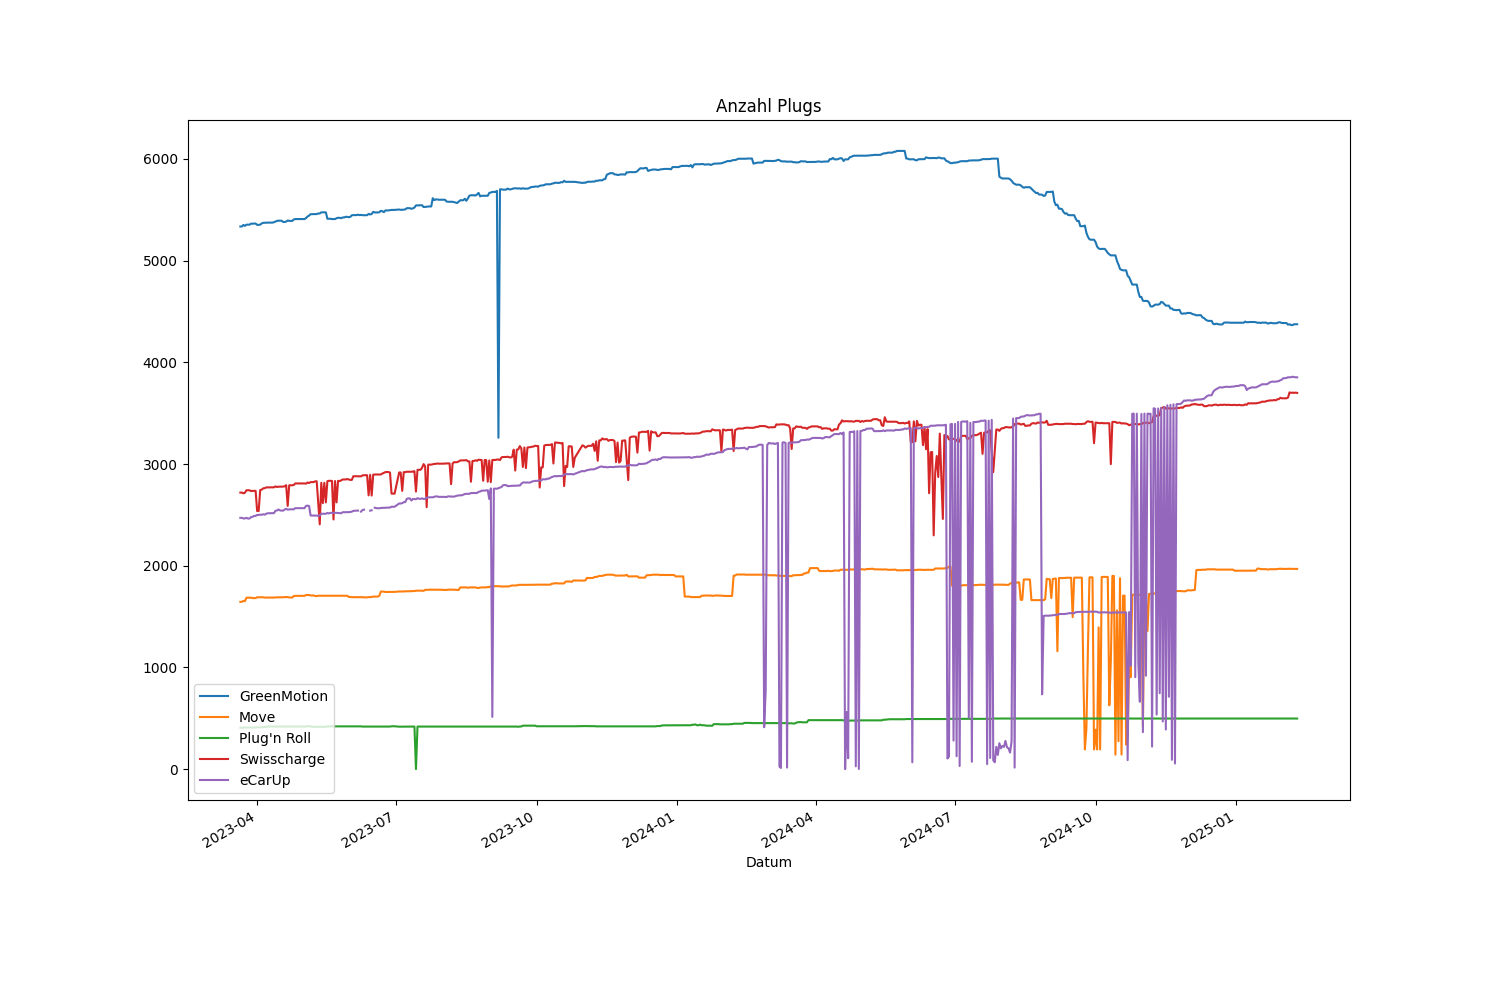 Anzahl Plugs
6000
5000
4000
3000
2000
1000
0
GreenMotion
Move
Plug'n Roll
Swisscharge
eCarUp
2023-04
2023-07
2023-10
2024-01
2024-04
2024-07
2024-10
2025-01
Datum